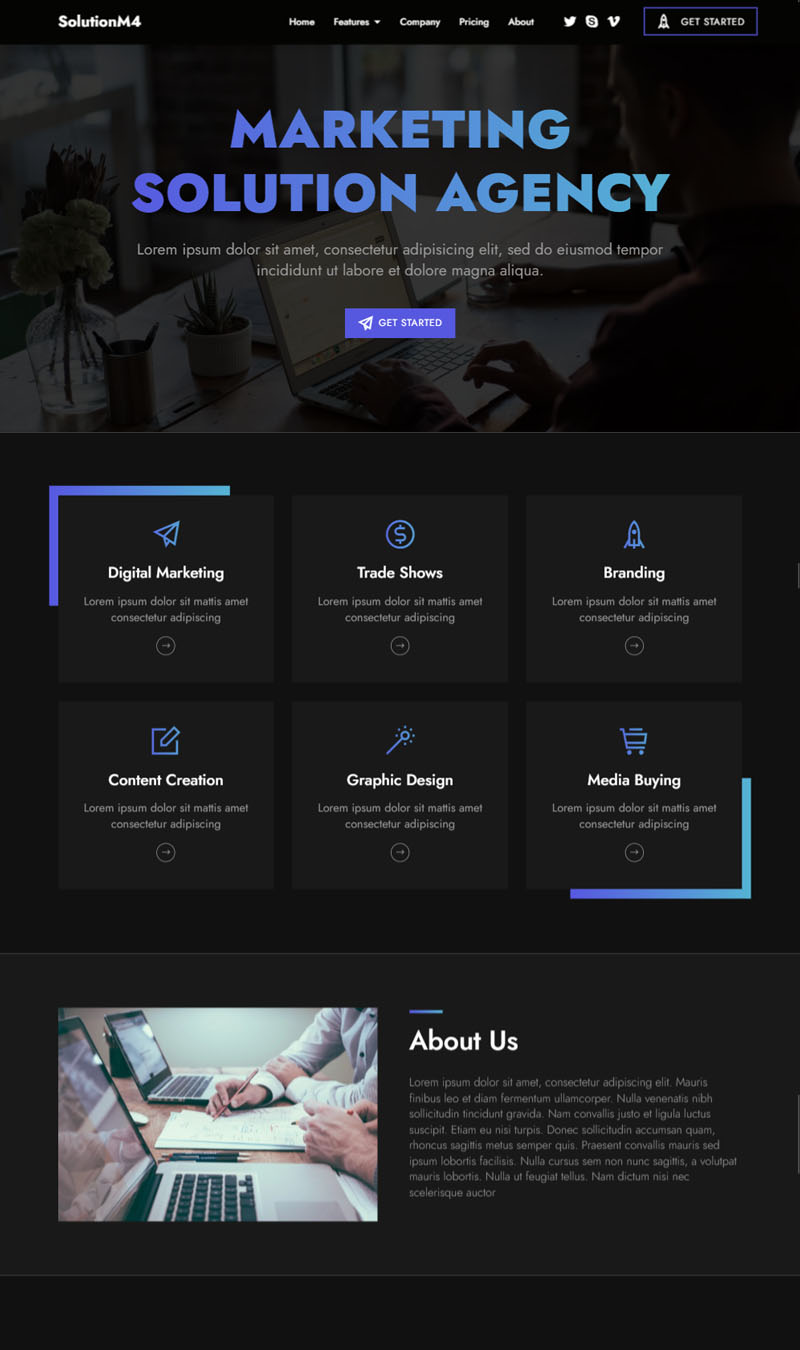 SolutionM4
Home Features Company Pricing About GET STARTED
MARKETING
SOLUTION AGENCY
Lorem ipsum dolor sit amet, consectetur adipisicing elit, sed do eiusmod tempor
incididunt ut labore et dolore magna aliqua.
GET STARTED
Digital Marketing
Lorem ipsum dolor sit mattis amet
consectetur adipiscing
Trade Shows
Lorem ipsum dolor sit mattis amet
consectetur adipiscing
Branding
Lorem ipsum dolor sit mattis amet
consectetur adipiscing
Content Creation
Lorem ipsum dolor sit mattis amet
consectetur adipiscing
Graphic Design
Lorem ipsum dolor sit mattis amet
consectetur adipiscing
Media Buying
Lorem ipsum dolor sit mattis amet
consectetur adipiscing
About Us
Lorem ipsum dolor sit amet, consectetur adipiscing elit. Mauris
finibus leo et diam fermentum ullamcorper. Nulla venenatis nibh
sollicitudin tincidunt gravida. Nam convallis justo et ligula luctus
suscipit. Etiam eu nisi turpis. Donec sollicitudin accumsan quam,
rhoncus sagittis metus semper quis. Praesent convallis mauris sed
ipsum lobortis facilisis. Nulla cursus sem non nunc sagittis, a volutpat
mauris lobortis. Nulla ut feugiat tellus. Nam dictum nisi nec
scelerisque auctor